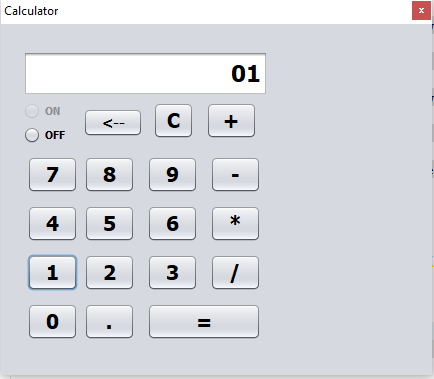 Calculator x
01
ON
OFF
<-- C +
7 8 9 -
4 5 6 *
1 2 3 /
0 . =